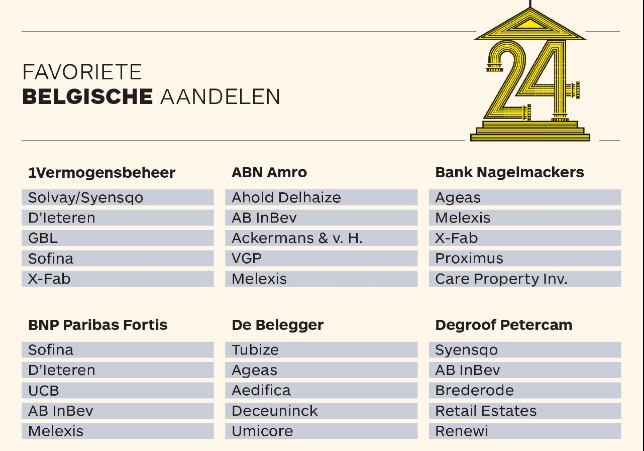 FAVORIETE
BELGISCHE AANDELEN
24
1Vermogensbeheer
Solvay/Syensqo
D'Ieteren
GBL
Sofina
X-Fab
ABN Amro
Ahold Delhaize
AB InBev
Ackermans & v. H.
VGP
Melexis
Bank Nagelmackers
Ageas
Melexis
X-Fab
Proximus
Care Property Inv.
BNP Paribas Fortis
Sofina
D'Ieteren
UCB
AB InBev
Melexis
De Belegger
Tubize
Ageas
Aedifica
Deceuninck
Umicore
Degroof Petercam
Syensqo
AB InBev
Brederode
Retail Estates
Renewi